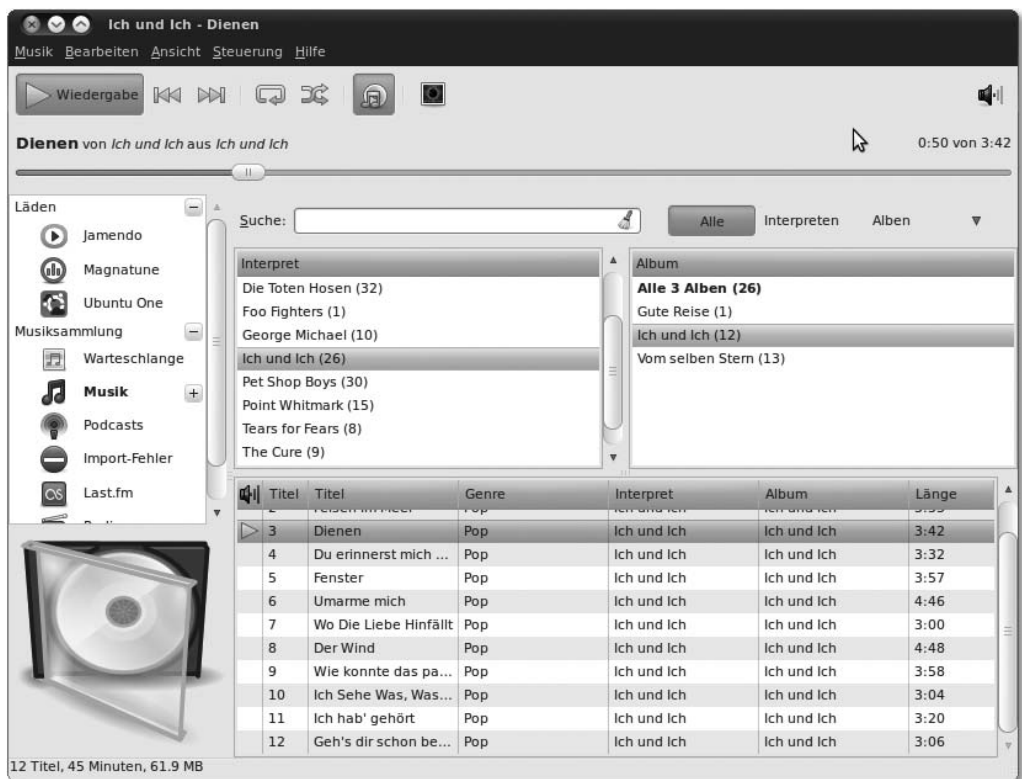 Ich und Ich - Dienen
Musik Bearbeiten Ansicht Steuerung Hilfe
Wiedergabe
Dienen von Ich und Ich aus Ich und Ich
0:50 von 3:42
Läden
Jamendo
Magnatune
Ubuntu One
Musiksammlung
Warteschlange
Musik
Podcasts
Import-Fehler
Last.fm
Suche:
Alle Interpreten Alben
Interpret
Die Toten Hosen (32)
Foo Fighters (1)
George Michael (10)
Ich und Ich (26)
Pet Shop Boys (30)
Point Whitmark (15)
Tears for Fears (8)
The Cure (9)
Album
Alle 3 Alben (26)
Gute Reise (1)
Ich und Ich (12)
Vom selben Stern (13)
Titel Titel Genre Interpret Album Länge
3 Dienen Pop Ich und Ich Ich und Ich 3:42
4 Du erinnerst mich ... Pop Ich und Ich Ich und Ich 3:32
5 Fenster Pop Ich und Ich Ich und Ich 3:57
6 Umarme mich Pop Ich und Ich Ich und Ich 4:46
7 Wo Die Liebe Hinfällt Pop Ich und Ich Ich und Ich 3:00
8 Der Wind Pop Ich und Ich Ich und Ich 4:48
9 Wie konnte das pa... Pop Ich und Ich Ich und Ich 3:58
10 Ich Sehe Was, Was... Pop Ich und Ich Ich und Ich 3:04
11 Ich hab' gehört Pop Ich und Ich Ich und Ich 3:20
12 Geh's dir schon be... Pop Ich und Ich Ich und Ich 3:06
12 Titel, 45 Minuten, 61.9 MB